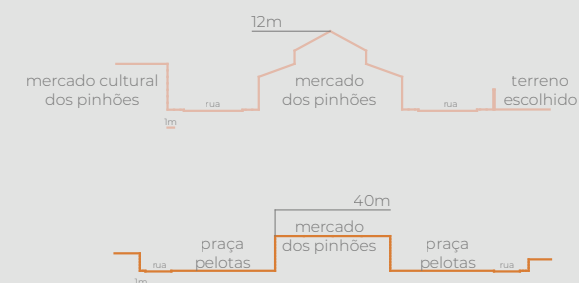 12m
mercado cultural
dos pinhões
rua
mercado
dos pinhões
rua
terreno
escolhido
1m
40m
rua
praça
pelotas
mercado
dos pinhões
praça
pelotas
rua
1m